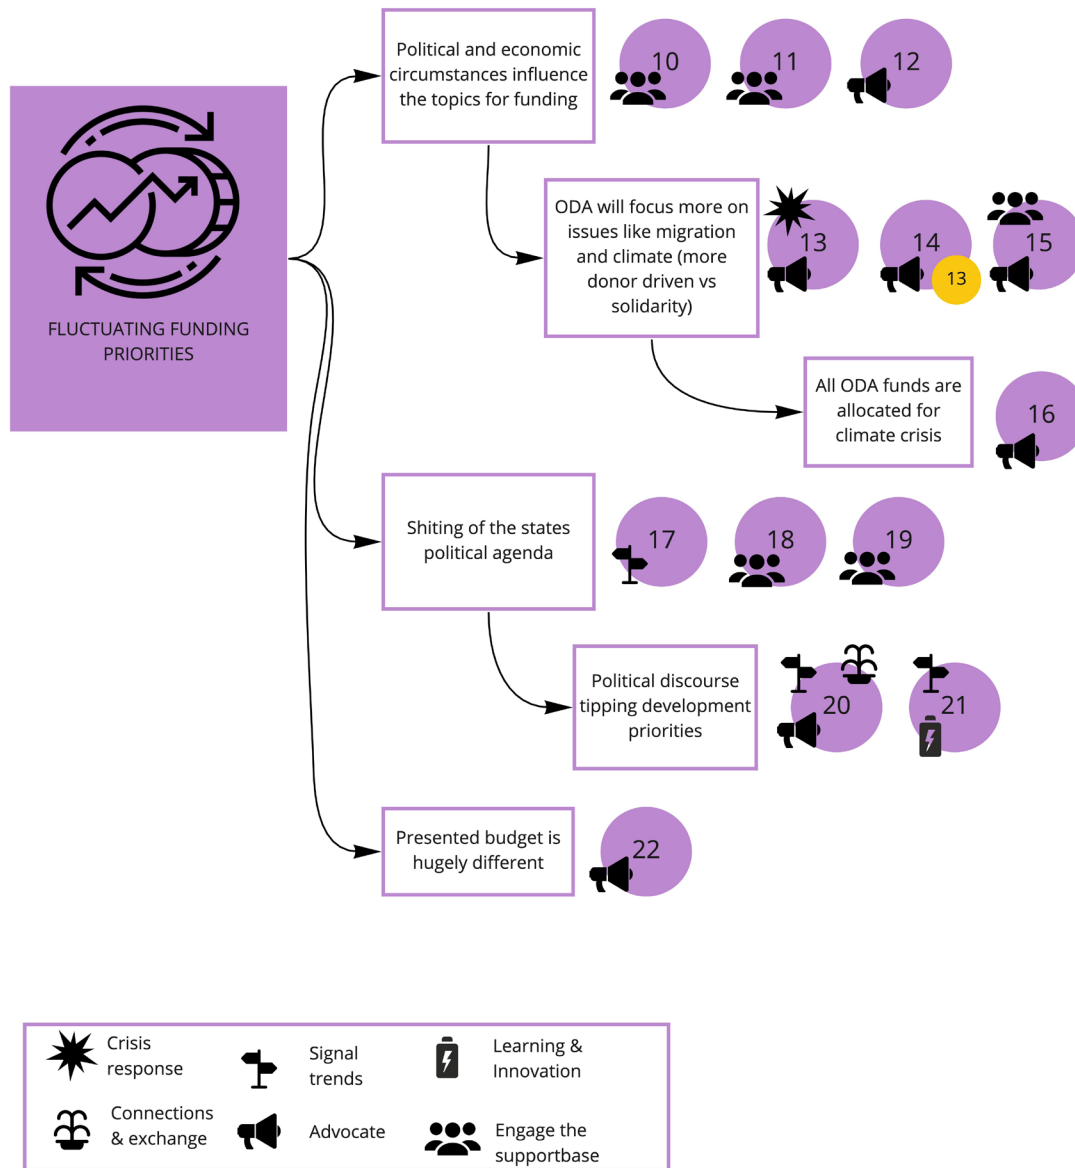 Political and economic
circumstances influence
the topics for funding
10
11
12
FLUCTUATING FUNDING
PRIORITIES
ODA will focus more on
issues like migration
and climate (more
donor driven vs
solidarity)
13
14
13
15
All ODA funds are
allocated for
climate crisis
16
Shiting of the states
political agenda
17
18
19
Political discourse
tipping development
priorities
20
21
Presented budget is
hugely different
22
Crisis
response
Signal
trends
Learning &
Innovation
Connections
& exchange
Advocate
Engage the
supportbase